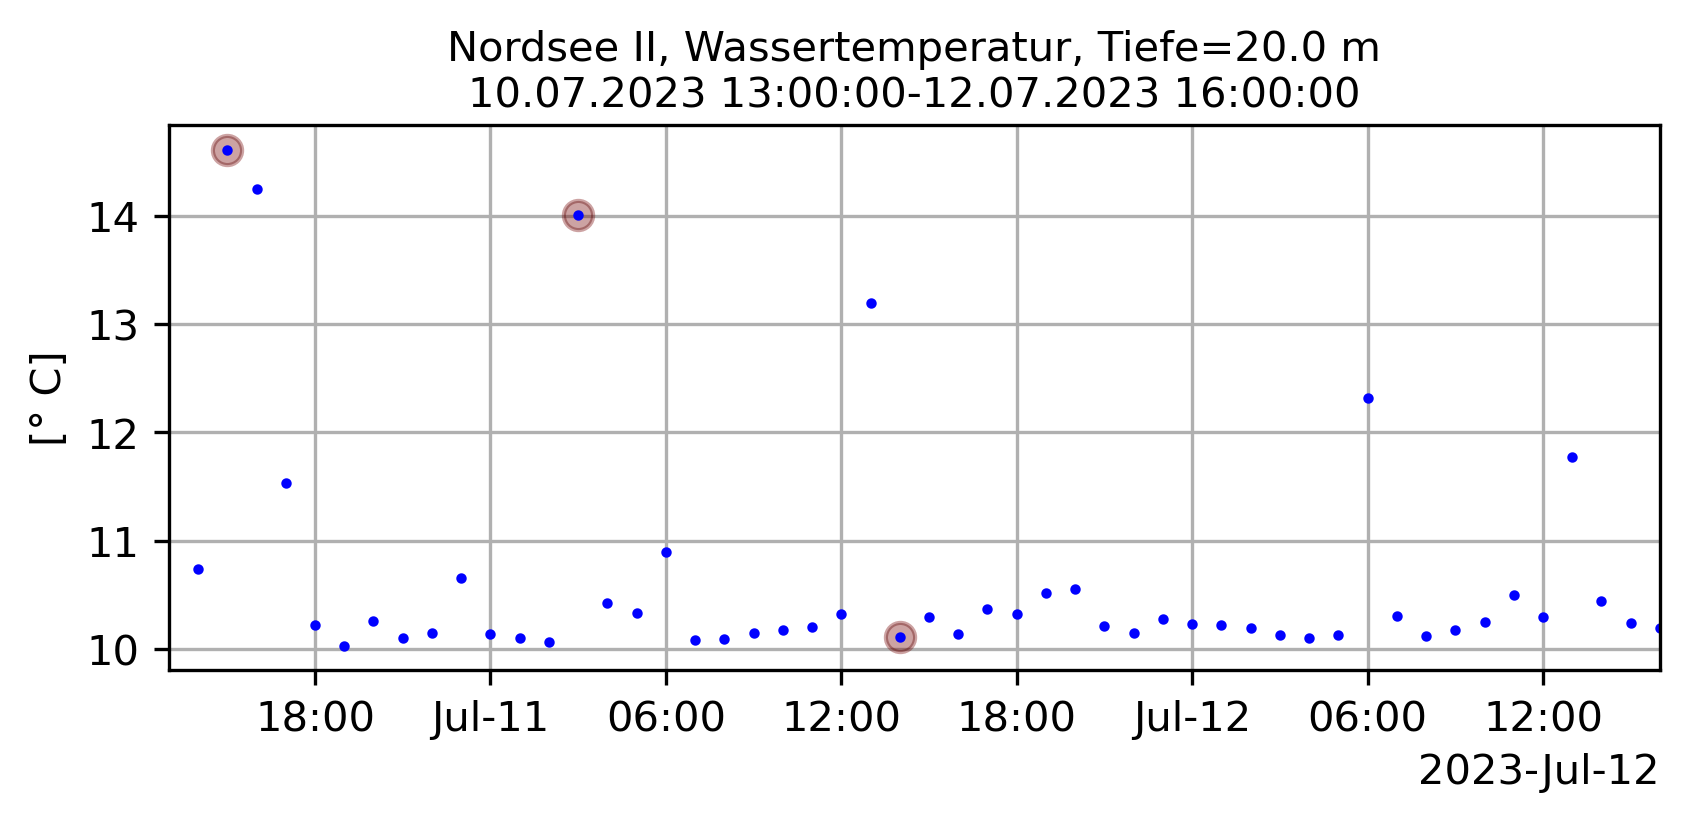 Nordsee II, Wassertemperatur, Tiefe=20.0 m
10.07.2023 13:00:00-12.07.2023 16:00:00
[° C]
14
13
12
11
10
18:00 Jul-11 06:00 12:00 18:00 Jul-12 06:00 12:00
2023-Jul-12